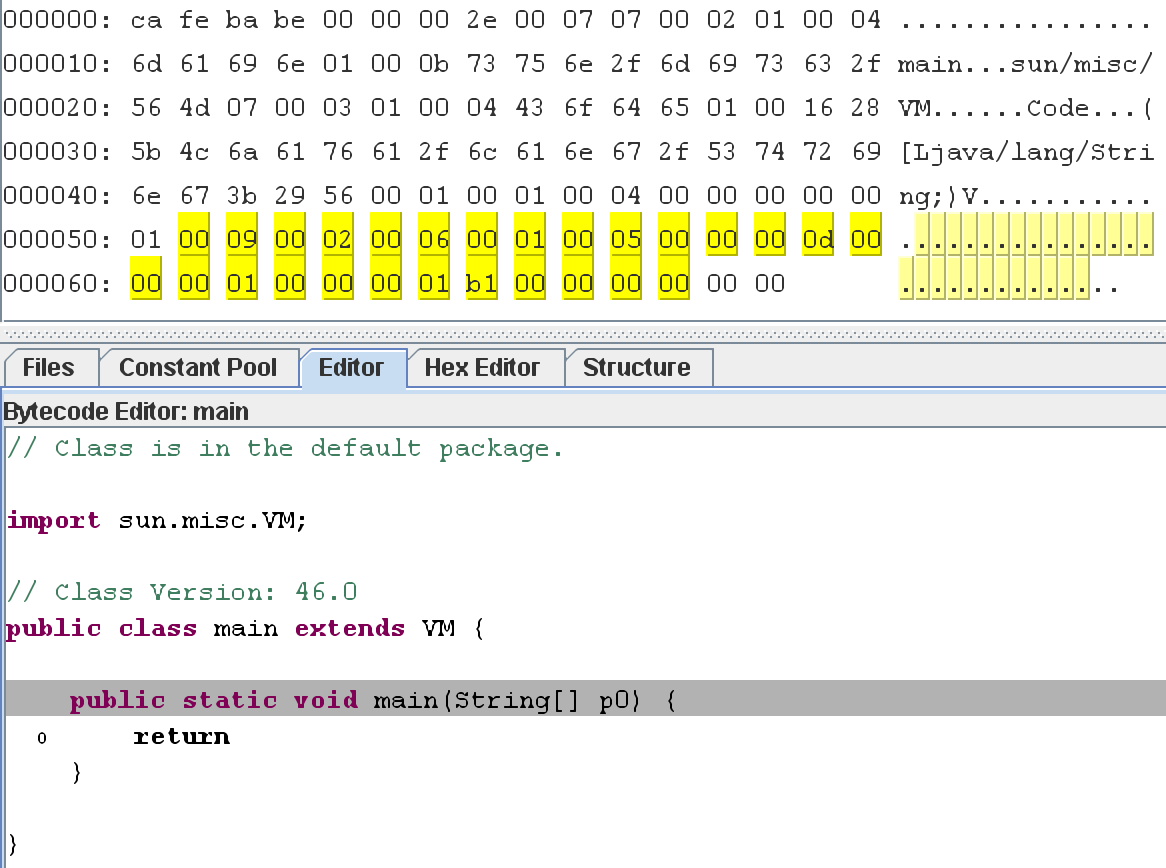 000000: ca fe ba be 00 00 00 2e 00 07 07 00 02 01 00 04 ................
000010: 6d 61 69 6e 01 00 0b 73 75 6e 2f 6d 69 73 63 2f main...sun/misc/
000020: 56 4d 07 00 03 01 00 04 43 6f 64 65 01 00 16 28 VM......Code...(
000030: 5b 4c 6a 61 76 61 2f 6c 61 6e 67 2f 53 74 72 69 [Ljava/lang/Stri
000040: 6e 67 3b 29 56 00 01 00 01 00 04 00 00 00 00 00 ng;)V...........
000050: 01 00 09 00 02 00 06 00 01 00 05 00 00 00 0d 00 ................
000060: 00 00 01 00 00 00 01 b1 00 00 00 00 00 00 ..............
Files Constant Pool Editor Hex Editor Structure
Bytecode Editor: main
// Class is in the default package.
import sun.misc.VM;
// Class Version: 46.0
public class main extends VM {
public static void main(String[] p0) {
0 return
}
}